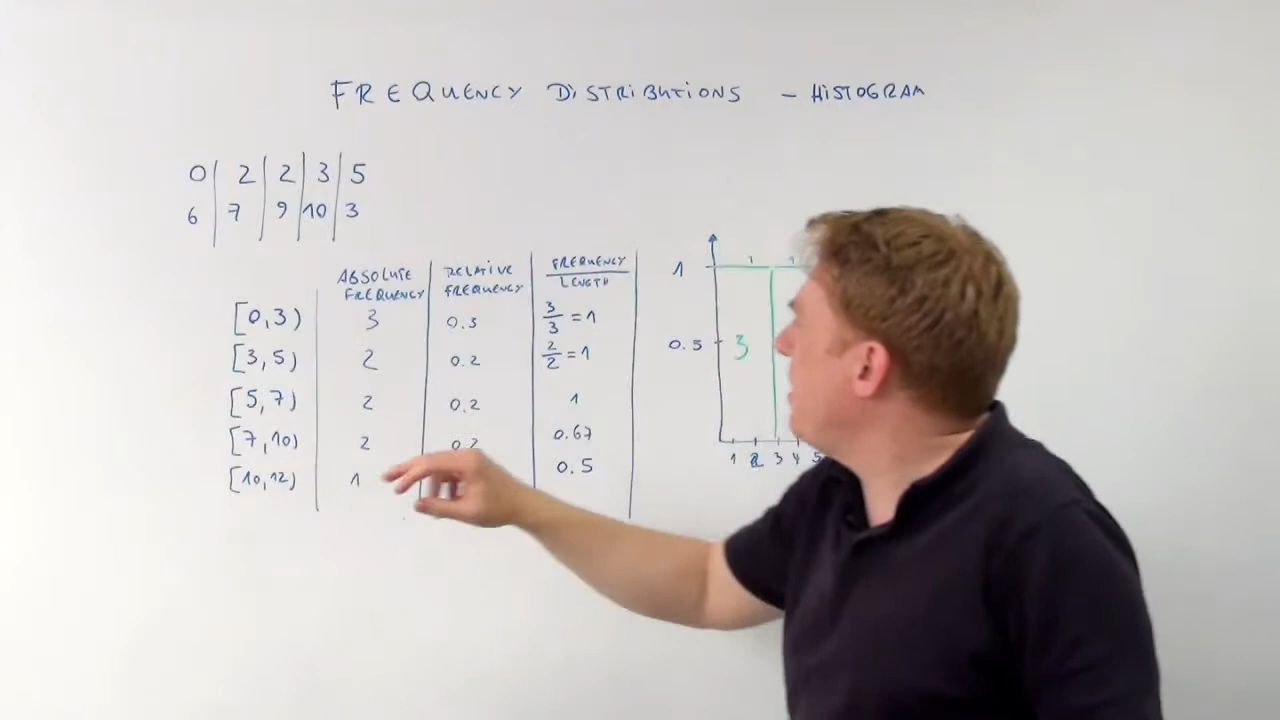 FREQUENCY DISTRIBUTIONS - HISTOGRAM
0 2 2 3 5
6 7 9 10 3
ABSOLUTE FREQUENCY RELATIVE FREQUENCY FREQUENCY/LENGTH
[0,3) 3 0.3 3/3 = 1
[3,5) 2 0.2 2/2 = 1
[5,7) 2 0.2 1
[7,10) 2 0.2 0.67
[10,12) 1 0.5
1
0.5 3
1 2 3 4 5